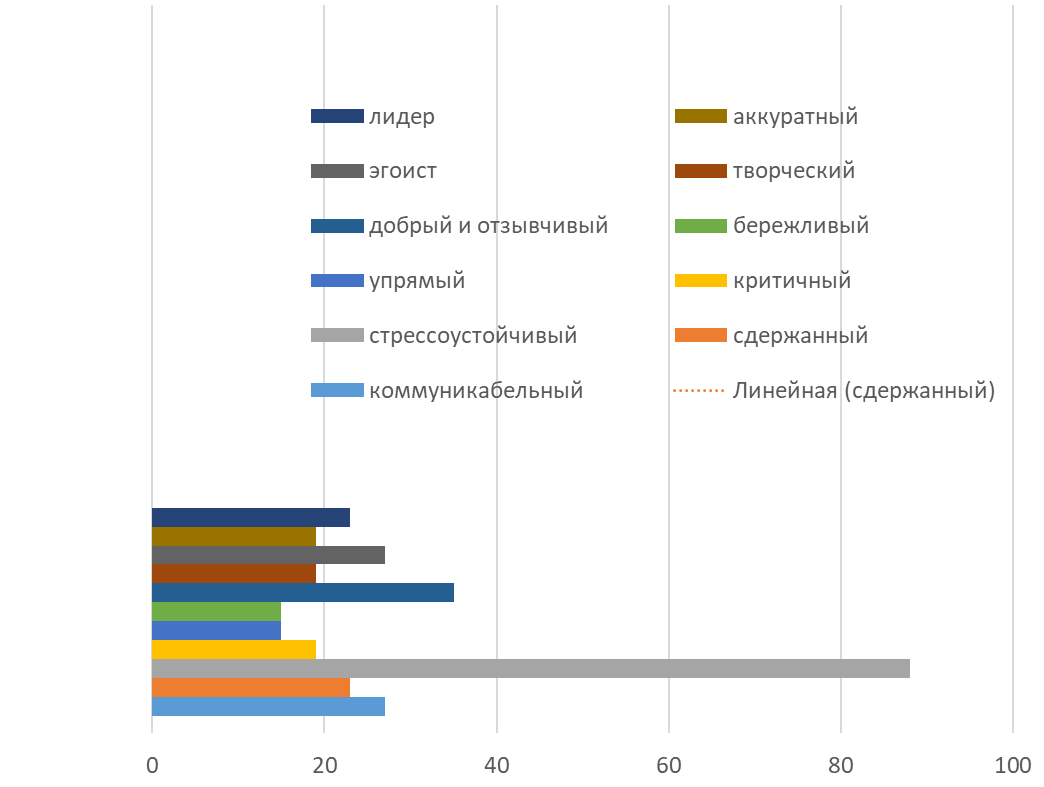 лидер
аккуратный
эгоист
творческий
добрый и отзывчивый
бережливый
упрямый
критичный
стрессоустойчивый
сдержанный
коммуникабельный
Линейная (сдержанный)
0 20 40 60 80 100